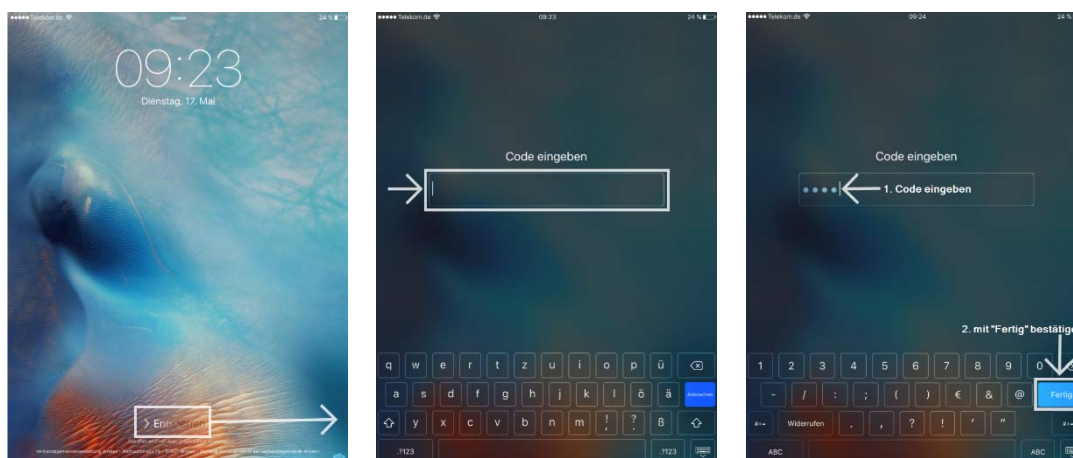 Telekom.de
24 %
09:23
Dienstag, 17. Mai
Telekom.de
09:23
24 %
Code eingeben
q w e r t z u i o p ü
a s d f g h j k l ö ä
y x c v b n m ! , ? . ß
.?123
.?123
Telekom.de
09:24
24 %
Code eingeben
1. Code eingeben
2. mit "Fertig" bestätige
1 2 3 4 5 6 7 8 9 0
- / : ; ( ) € & @ Fertig
#+= Widerrufen . , ? ! ' " #+=
ABC
ABC